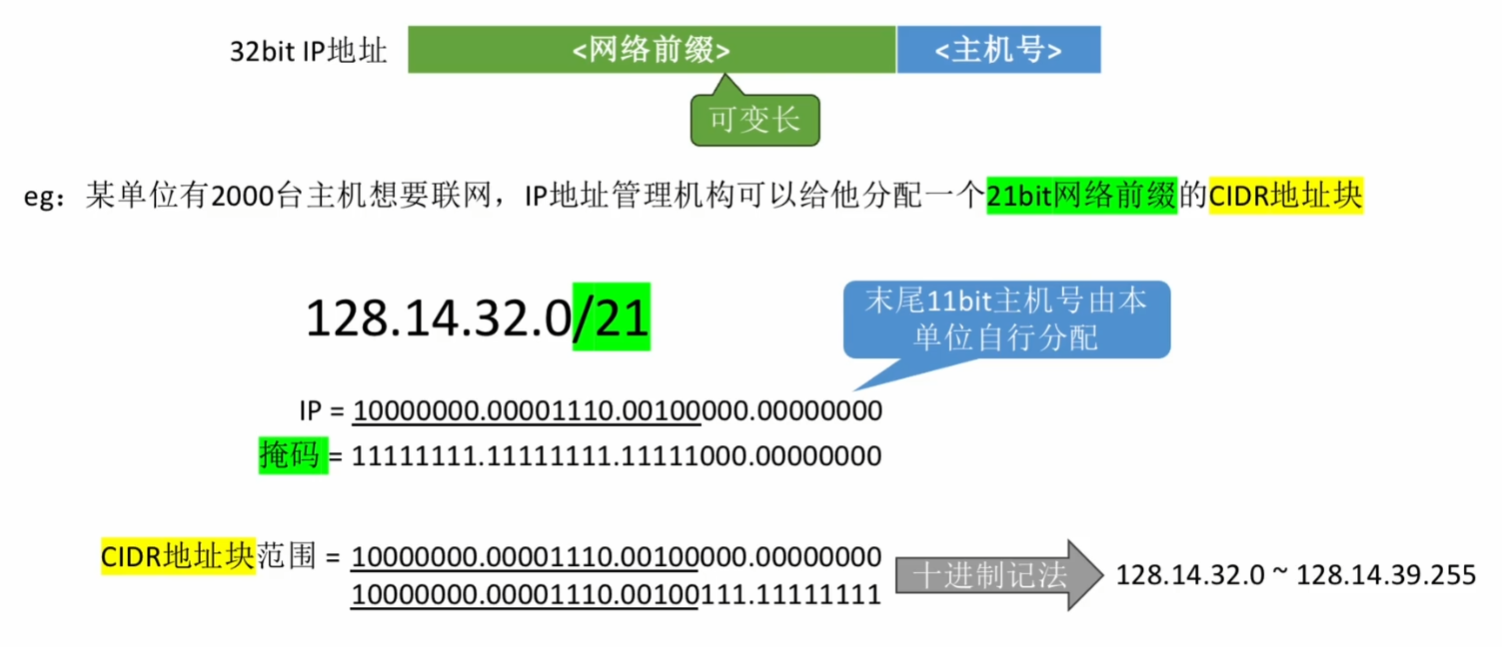 32bit IP地址 <网络前缀> <主机号>
可变长
eg：某单位有2000台主机想要联网，IP地址管理机构可以给他分配一个21bit网络前缀的CIDR地址块
128.14.32.0/21
末尾11bit主机号由本
单位自行分配
IP = 10000000.00001110.00100000.00000000
掩码 = 11111111.11111111.11111000.00000000
CIDR地址块范围 = 10000000.00001110.00100000.00000000
10000000.00001110.00100111.11111111
十进制记法
128.14.32.0 ~ 128.14.39.255